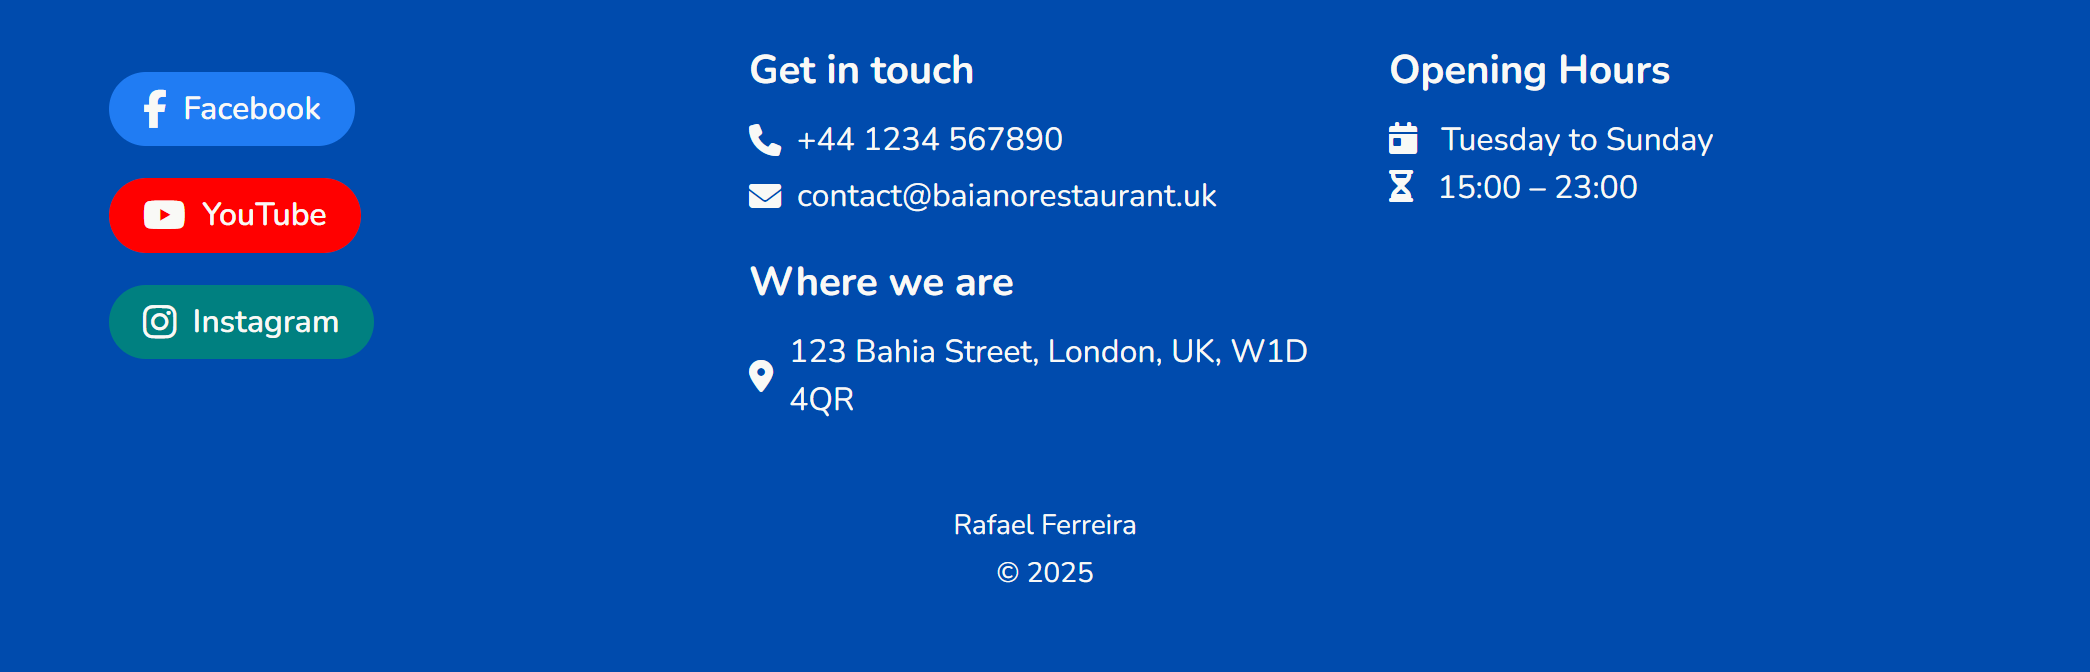 Facebook
YouTube
Instagram
Get in touch
+44 1234 567890
contact@baianorestaurant.uk
Where we are
123 Bahia Street, London, UK, W1D
4QR
Opening Hours
Tuesday to Sunday
15:00 – 23:00
Rafael Ferreira
© 2025